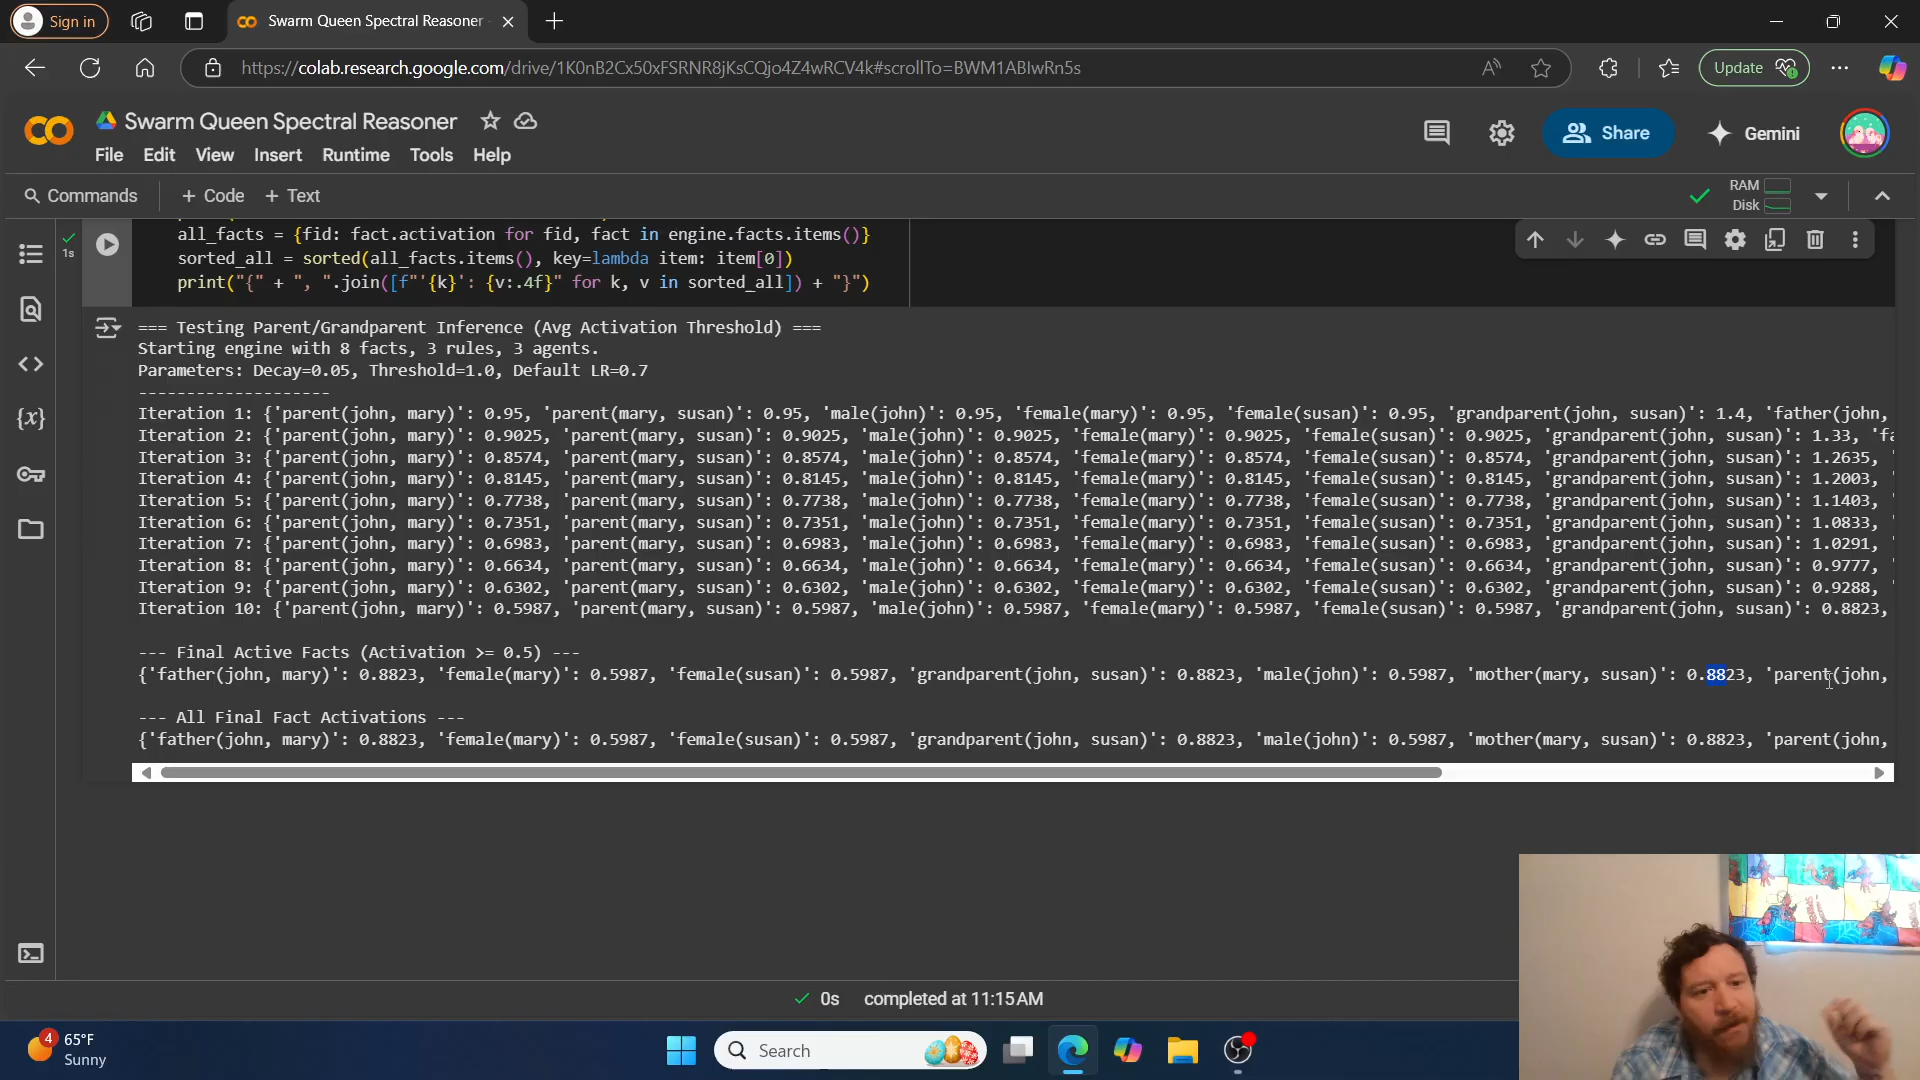 Sign in
Swarm Queen Spectral Reasoner
https://colab.research.google.com/drive/1K0nB2Cx50xFSRNR8jKsCQjo4Z4wRCV4k#scrollTo=BWM1ABIwRn5s
Update
Swarm Queen Spectral Reasoner
Share
Gemini
File Edit View Insert Runtime Tools Help
Commands + Code + Text
RAM
Disk
1s
all_facts = {fid: fact.activation for fid, fact in engine.facts.items()}
sorted_all = sorted(all_facts.items(), key=lambda item: item[0])
print("{" + ", ".join([f"'{k}': {v:.4f}" for k, v in sorted_all]) + "}")
=== Testing Parent/Grandparent Inference (Avg Activation Threshold) ===
Starting engine with 8 facts, 3 rules, 3 agents.
Parameters: Decay=0.05, Threshold=1.0, Default LR=0.7
--------------------
Iteration 1: {'parent(john, mary)': 0.95, 'parent(mary, susan)': 0.95, 'male(john)': 0.95, 'female(mary)': 0.95, 'female(susan)': 0.95, 'grandparent(john, susan)': 1.4, 'father(john,
Iteration 2: {'parent(john, mary)': 0.9025, 'parent(mary, susan)': 0.9025, 'male(john)': 0.9025, 'female(mary)': 0.9025, 'female(susan)': 0.9025, 'grandparent(john, susan)': 1.33, 'fa
Iteration 3: {'parent(john, mary)': 0.8574, 'parent(mary, susan)': 0.8574, 'male(john)': 0.8574, 'female(mary)': 0.8574, 'female(susan)': 0.8574, 'grandparent(john, susan)': 1.2635, '
Iteration 4: {'parent(john, mary)': 0.8145, 'parent(mary, susan)': 0.8145, 'male(john)': 0.8145, 'female(mary)': 0.8145, 'female(susan)': 0.8145, 'grandparent(john, susan)': 1.2003, '
Iteration 5: {'parent(john, mary)': 0.7738, 'parent(mary, susan)': 0.7738, 'male(john)': 0.7738, 'female(mary)': 0.7738, 'female(susan)': 0.7738, 'grandparent(john, susan)': 1.1403, '
Iteration 6: {'parent(john, mary)': 0.7351, 'parent(mary, susan)': 0.7351, 'male(john)': 0.7351, 'female(mary)': 0.7351, 'female(susan)': 0.7351, 'grandparent(john, susan)': 1.0833, '
Iteration 7: {'parent(john, mary)': 0.6983, 'parent(mary, susan)': 0.6983, 'male(john)': 0.6983, 'female(mary)': 0.6983, 'female(susan)': 0.6983, 'grandparent(john, susan)': 1.0291, '
Iteration 8: {'parent(john, mary)': 0.6634, 'parent(mary, susan)': 0.6634, 'male(john)': 0.6634, 'female(mary)': 0.6634, 'female(susan)': 0.6634, 'grandparent(john, susan)': 0.9777, '
Iteration 9: {'parent(john, mary)': 0.6302, 'parent(mary, susan)': 0.6302, 'male(john)': 0.6302, 'female(mary)': 0.6302, 'female(susan)': 0.6302, 'grandparent(john, susan)': 0.9288, '
Iteration 10: {'parent(john, mary)': 0.5987, 'parent(mary, susan)': 0.5987, 'male(john)': 0.5987, 'female(mary)': 0.5987, 'female(susan)': 0.5987, 'grandparent(john, susan)': 0.8823,
--- Final Active Facts (Activation >= 0.5) ---
{'father(john, mary)': 0.8823, 'female(mary)': 0.5987, 'female(susan)': 0.5987, 'grandparent(john, susan)': 0.8823, 'male(john)': 0.5987, 'mother(mary, susan)': 0.8823, 'parent(john,
--- All Final Fact Activations ---
{'father(john, mary)': 0.8823, 'female(mary)': 0.5987, 'female(susan)': 0.5987, 'grandparent(john, susan)': 0.8823, 'male(john)': 0.5987, 'mother(mary, susan)': 0.8823, 'parent(john,
0s completed at 11:15 AM
4
65°F
Sunny
Search